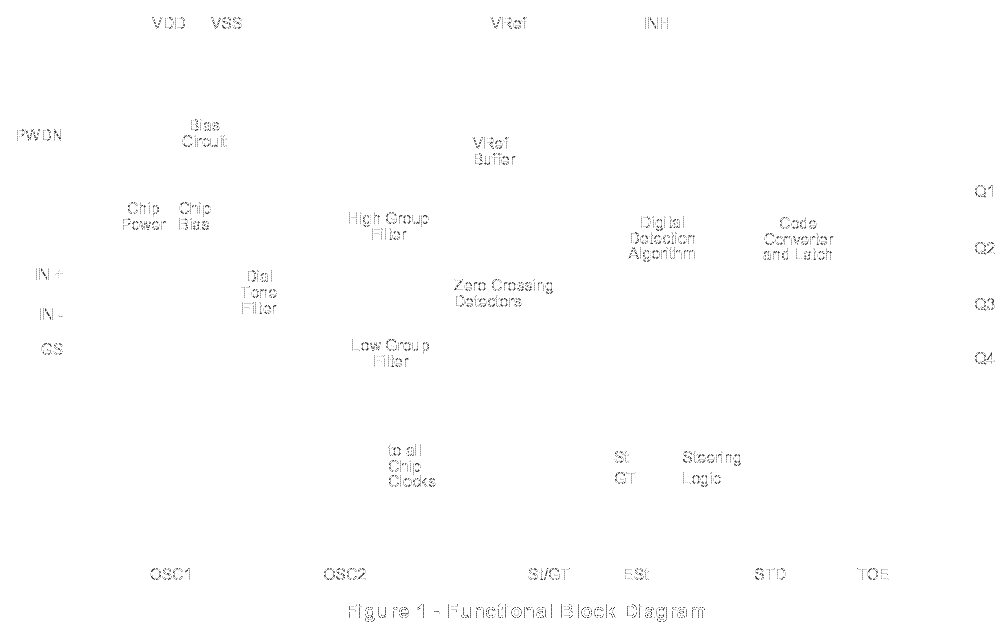 VDD VSS VRef INH
PWDN
Bias
Circuit
VRef
Buffer
Q1
Chip
Power
Chip
Bias
High Group
Filter
Digital
Detection
Algorithm
Code
Converter
and Latch
Q2
IN +
Dial
Tone
Filter
Zero Crossing
Detectors
Q3
IN -
GS
Low Group
Filter
Q4
to all
Chip
Clocks
St
GT
Steering
Logic
OSC1 OSC2 St/GT ESt STD TOE
Figure 1 - Functional Block Diagram